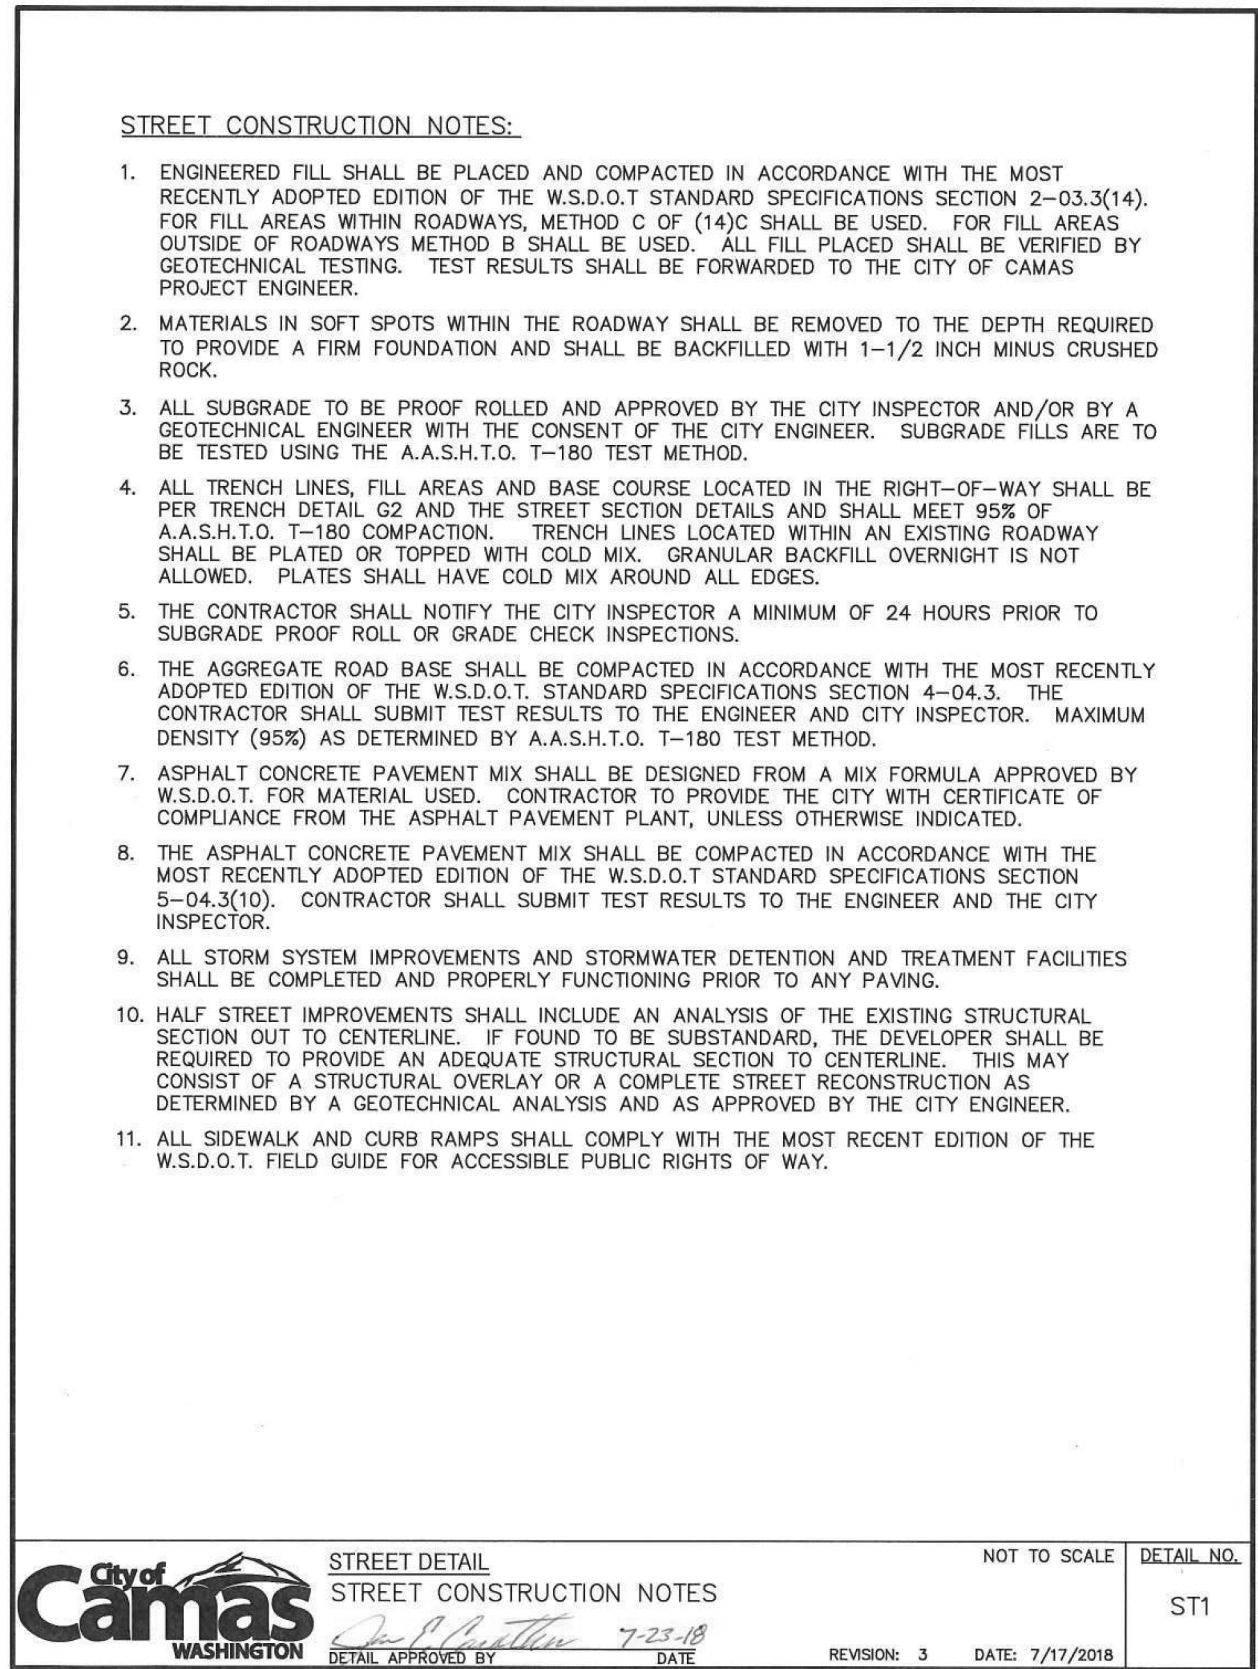 STREET CONSTRUCTION NOTES:
1. ENGINEERED FILL SHALL BE PLACED AND COMPACTED IN ACCORDANCE WITH THE MOST
RECENTLY ADOPTED EDITION OF THE W.S.D.O.T STANDARD SPECIFICATIONS SECTION 2-03.3(14).
FOR FILL AREAS WITHIN ROADWAYS, METHOD C OF (14)C SHALL BE USED. FOR FILL AREAS
OUTSIDE OF ROADWAYS METHOD B SHALL BE USED. ALL FILL PLACED SHALL BE VERIFIED BY
GEOTECHNICAL TESTING. TEST RESULTS SHALL BE FORWARDED TO THE CITY OF CAMAS
PROJECT ENGINEER.
2. MATERIALS IN SOFT SPOTS WITHIN THE ROADWAY SHALL BE REMOVED TO THE DEPTH REQUIRED
TO PROVIDE A FIRM FOUNDATION AND SHALL BE BACKFILLED WITH 1-1/2 INCH MINUS CRUSHED
ROCK.
3. ALL SUBGRADE TO BE PROOF ROLLED AND APPROVED BY THE CITY INSPECTOR AND/OR BY A
GEOTECHNICAL ENGINEER WITH THE CONSENT OF THE CITY ENGINEER. SUBGRADE FILLS ARE TO
BE TESTED USING THE A.A.S.H.T.O. T-180 TEST METHOD.
4. ALL TRENCH LINES, FILL AREAS AND BASE COURSE LOCATED IN THE RIGHT-OF-WAY SHALL BE
PER TRENCH DETAIL G2 AND THE STREET SECTION DETAILS AND SHALL MEET 95% OF
A.A.S.H.T.O. T-180 COMPACTION. TRENCH LINES LOCATED WITHIN AN EXISTING ROADWAY
SHALL BE PLATED OR TOPPED WITH COLD MIX. GRANULAR BACKFILL OVERNIGHT IS NOT
ALLOWED. PLATES SHALL HAVE COLD MIX AROUND ALL EDGES.
5. THE CONTRACTOR SHALL NOTIFY THE CITY INSPECTOR A MINIMUM OF 24 HOURS PRIOR TO
SUBGRADE PROOF ROLL OR GRADE CHECK INSPECTIONS.
6. THE AGGREGATE ROAD BASE SHALL BE COMPACTED IN ACCORDANCE WITH THE MOST RECENTLY
ADOPTED EDITION OF THE W.S.D.O.T. STANDARD SPECIFICATIONS SECTION 4-04.3. THE
CONTRACTOR SHALL SUBMIT TEST RESULTS TO THE ENGINEER AND CITY INSPECTOR. MAXIMUM
DENSITY (95%) AS DETERMINED BY A.A.S.H.T.O. T-180 TEST METHOD.
7. ASPHALT CONCRETE PAVEMENT MIX SHALL BE DESIGNED FROM A MIX FORMULA APPROVED BY
W.S.D.O.T. FOR MATERIAL USED. CONTRACTOR TO PROVIDE THE CITY WITH CERTIFICATE OF
COMPLIANCE FROM THE ASPHALT PAVEMENT PLANT, UNLESS OTHERWISE INDICATED.
8. THE ASPHALT CONCRETE PAVEMENT MIX SHALL BE COMPACTED IN ACCORDANCE WITH THE
MOST RECENTLY ADOPTED EDITION OF THE W.S.D.O.T STANDARD SPECIFICATIONS SECTION
5-04.3(10). CONTRACTOR SHALL SUBMIT TEST RESULTS TO THE ENGINEER AND THE CITY
INSPECTOR.
9. ALL STORM SYSTEM IMPROVEMENTS AND STORMWATER DETENTION AND TREATMENT FACILITIES
SHALL BE COMPLETED AND PROPERLY FUNCTIONING PRIOR TO ANY PAVING.
10. HALF STREET IMPROVEMENTS SHALL INCLUDE AN ANALYSIS OF THE EXISTING STRUCTURAL
SECTION OUT TO CENTERLINE. IF FOUND TO BE SUBSTANDARD, THE DEVELOPER SHALL BE
REQUIRED TO PROVIDE AN ADEQUATE STRUCTURAL SECTION TO CENTERLINE. THIS MAY
CONSIST OF A STRUCTURAL OVERLAY OR A COMPLETE STREET RECONSTRUCTION AS
DETERMINED BY A GEOTECHNICAL ANALYSIS AND AS APPROVED BY THE CITY ENGINEER.
11. ALL SIDEWALK AND CURB RAMPS SHALL COMPLY WITH THE MOST RECENT EDITION OF THE
W.S.D.O.T. FIELD GUIDE FOR ACCESSIBLE PUBLIC RIGHTS OF WAY.
City of
Camas
WASHINGTON
STREET DETAIL
STREET CONSTRUCTION NOTES
7-23-18
DETAIL APPROVED BY DATE
NOT TO SCALE
REVISION: 3 DATE: 7/17/2018
DETAIL NO.
ST1